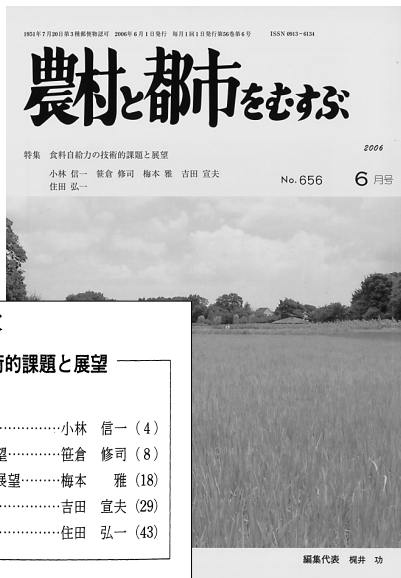 1951年7月20日第3種郵便物認可 2006年6月1日発行 毎月1回1日発行第56巻第6号 ISSN 0913-6134
農村と都市をむすぶ
2006
特集 食料自給力の技術的課題と展望
小林 信一 笹倉 修司 梅本 雅 吉田 宣夫
住田 弘一
No.656 6月号
術的課題と展望
小林 信一 (4)
望…………笹倉 修司 (8)
展望………梅本 雅 (18)
吉田 宣夫 (29)
住田 弘一 (43)
編集代表 梶井 功